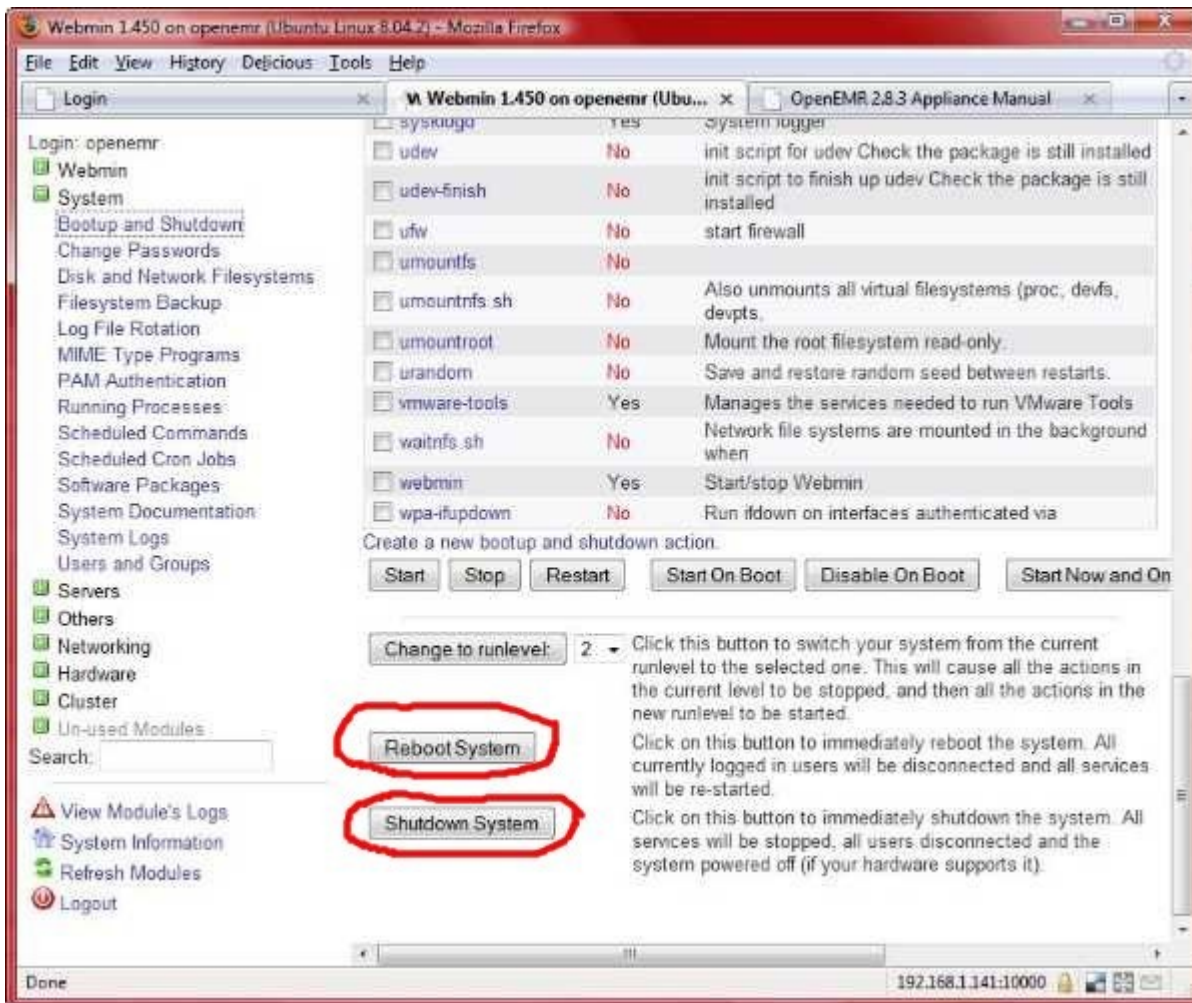 Webmin 1.450 on openemr (Ubuntu Linux 8.04.2) - Mozilla Firefox
File Edit View History Delicious Tools Help
Login
Webmin 1.450 on openemr (Ubu...
OpenEMR 2.8.3 Appliance Manual
Login: openemr
Webmin
System
Bootup and Shutdown
Change Passwords
Disk and Network Filesystems
Filesystem Backup
Log File Rotation
MIME Type Programs
PAM Authentication
Running Processes
Scheduled Commands
Scheduled Cron Jobs
Software Packages
System Documentation
System Logs
Users and Groups
Servers
Others
Networking
Hardware
Cluster
Un-used Modules
Search:
View Module's Logs
System Information
Refresh Modules
Logout
sysklogd Yes System logger
udev No init script for udev Check the package is still installed
udev-finish No init script to finish up udev Check the package is still
installed
ufw No start firewall
umountfs No
umountnfs.sh No Also unmounts all virtual filesystems (proc, devfs,
devpts,
umountroot No Mount the root filesystem read-only.
urandom No Save and restore random seed between restarts.
vmware-tools Yes Manages the services needed to run VMware Tools
waitnfs.sh No Network file systems are mounted in the background
when
webmin Yes Start/stop Webmin
wpa-ifupdown No Run ifdown on interfaces authenticated via
Create a new bootup and shutdown action.
Start Stop Restart Start On Boot Disable On Boot Start Now and On
Change to runlevel: 2
Click this button to switch your system from the current
runlevel to the selected one. This will cause all the actions in
the current level to be stopped, and then all the actions in the
new runlevel to be started.
Reboot System
Click on this button to immediately reboot the system. All
currently logged in users will be disconnected and all services
will be re-started.
Shutdown System
Click on this button to immediately shutdown the system. All
services will be stopped, all users disconnected and the
system powered off (if your hardware supports it).
Done
192.168.1.141:10000